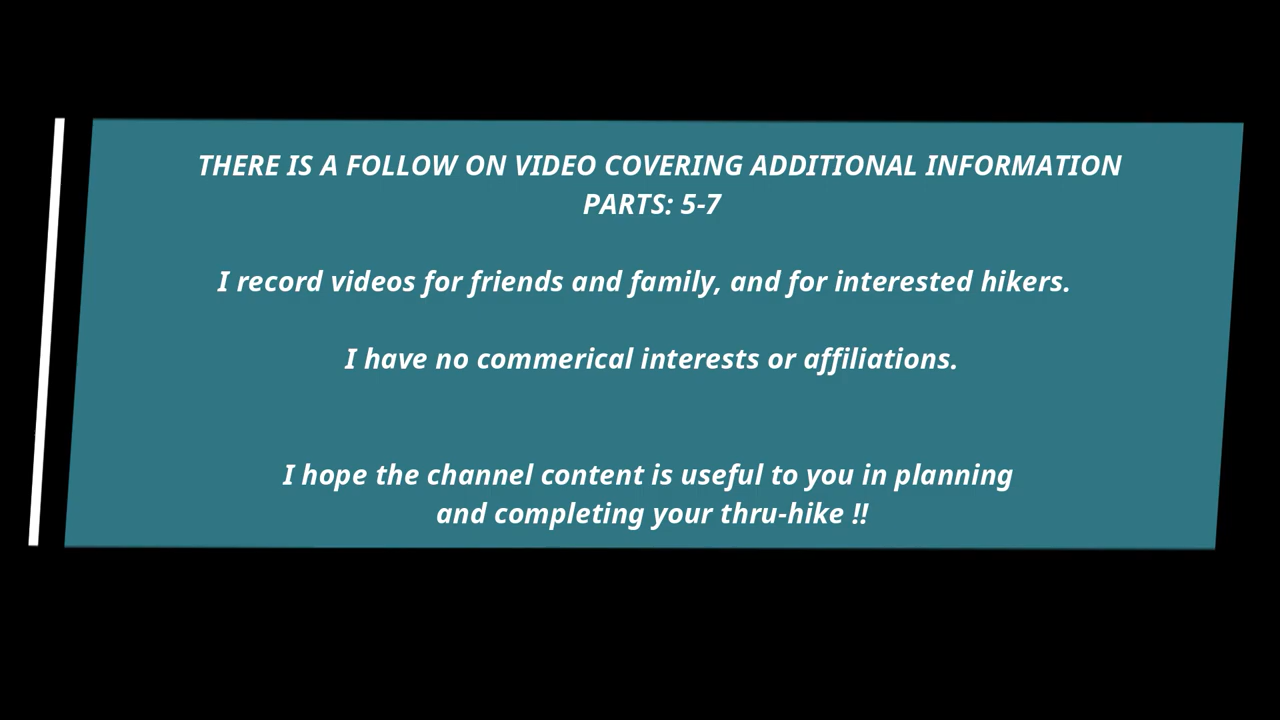 THERE IS A FOLLOW ON VIDEO COVERING ADDITIONAL INFORMATION
PARTS: 5-7
I record videos for friends and family, and for interested hikers.
I have no commerical interests or affiliations.
I hope the channel content is useful to you in planning
and completing your thru-hike !!